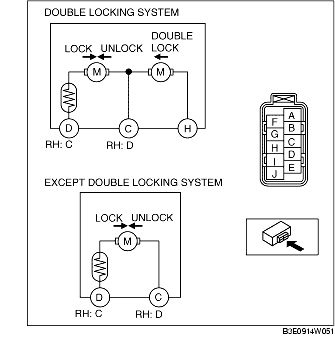 DOUBLE LOCKING SYSTEM
DOUBLE
LOCK UNLOCK LOCK
M M
D C H
RH: C RH: D
A
F B
G C
H D
I E
J
EXCEPT DOUBLE LOCKING SYSTEM
LOCK UNLOCK
M
D C
RH: C RH: D
B3E0914W051